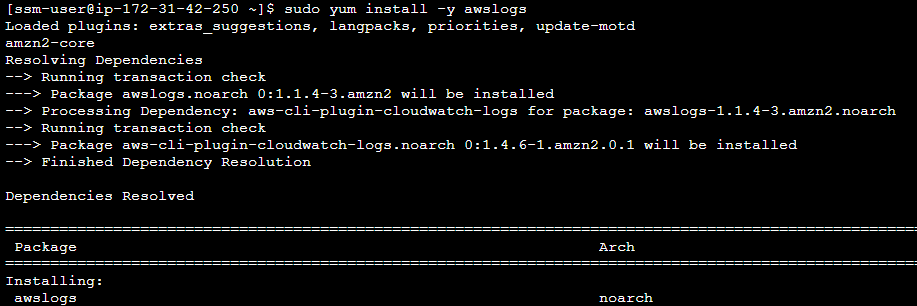 [ssm-user@ip-172-31-42-250 ~]$ sudo yum install -y awslogs
Loaded plugins: extras_suggestions, langpacks, priorities, update-motd
amzn2-core
Resolving Dependencies
--> Running transaction check
---> Package awslogs.noarch 0:1.1.4-3.amzn2 will be installed
--> Processing Dependency: aws-cli-plugin-cloudwatch-logs for package: awslogs-1.1.4-3.amzn2.noarch
--> Running transaction check
---> Package aws-cli-plugin-cloudwatch-logs.noarch 0:1.4.6-1.amzn2.0.1 will be installed
--> Finished Dependency Resolution
Dependencies Resolved
================================================================================================================
Package Arch
================================================================================================================
Installing:
awslogs noarch